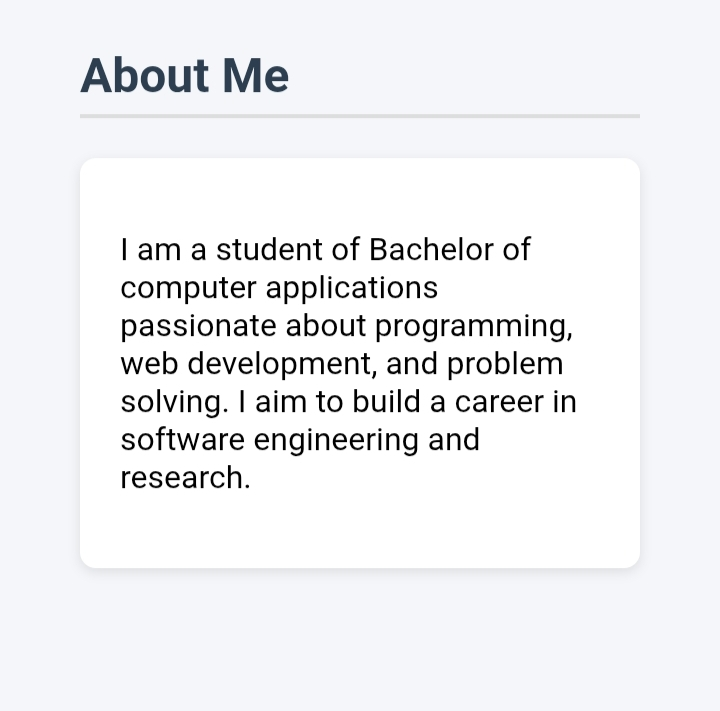 About Me
I am a student of Bachelor of
computer applications
passionate about programming,
web development, and problem
solving. I aim to build a career in
software engineering and
research.